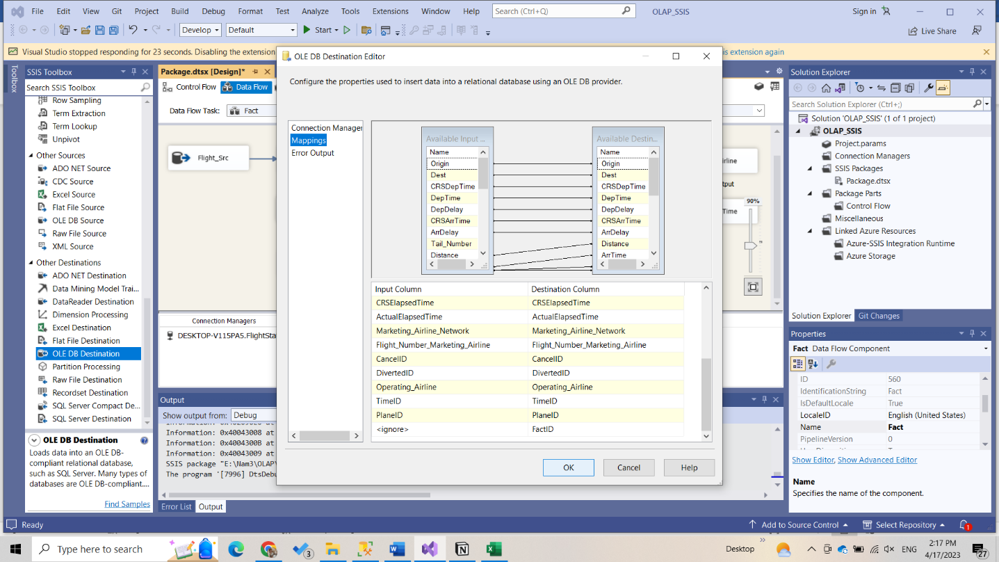 File Edit View Git Project Build Debug Format Test Analyze Tools Extensions Window Help Search (Ctrl+Q) OLAP_SSIS Sign in
Develop Default Start Live Share
Visual Studio stopped responding for 23 seconds. Disabling the extension
is extension again
Toolbox
SSIS Toolbox
Search SSIS Toolbox
Row Sampling
Term Extraction
Term Lookup
Unpivot
Other Sources
ADO NET Source
CDC Source
Excel Source
Flat File Source
OLE DB Source
Raw File Source
XML Source
Other Destinations
ADO NET Destination
Data Mining Model Trai...
DataReader Destination
Dimension Processing
Excel Destination
Flat File Destination
OLE DB Destination
Partition Processing
Raw File Destination
Recordset Destination
SQL Server Compact De...
SQL Server Destination
OLE DB Destination
Loads data into an OLE DB-
compliant relational database,
such as SQL Server. Many types of
databases are OLE DB-compliant....
Find Samples
Package.dtsx [Design]*
Control Flow Data Flow
Data Flow Task: Fact
Flight_Src
irline
tput
Time
90%
Connection Managers
DESKTOP-V115PA5.FlightSta
Output
Show output from: Debug
Information: 0x40043008 at
Information: 0x4004300B at
Information: 0x40043009 at
SSIS package "E:\Nam3\OLAP\
The program '[7996] DtsDebu
Error List Output
OLE DB Destination Editor
Configure the properties used to insert data into a relational database using an OLE DB provider.
Connection Manager
Mappings
Error Output
Available Input ...
Name
Origin
Dest
CRSDepTime
DepTime
DepDelay
CRSArrTime
ArrDelay
Tail_Number
Distance
Available Destin...
Name
Origin
Dest
CRSDepTime
DepTime
DepDelay
CRSArrTime
ArrDelay
Distance
ArrTime
Input Column Destination Column
CRSElapsedTime CRSElapsedTime
ActualElapsedTime ActualElapsedTime
Marketing_Airline_Network Marketing_Airline_Network
Flight_Number_Marketing_Airline Flight_Number_Marketing_Airline
CancelID CancelID
DivertedID DivertedID
Operating_Airline Operating_Airline
TimeID TimeID
PlaneID PlaneID
<ignore> FactID
OK Cancel Help
Solution Explorer
Search Solution Explorer (Ctrl+;)
Solution 'OLAP_SSIS' (1 of 1 project)
OLAP_SSIS
Project.params
Connection Managers
SSIS Packages
Package.dtsx
Package Parts
Control Flow
Miscellaneous
Linked Azure Resources
Azure-SSIS Integration Runtime
Azure Storage
Solution Explorer Git Changes
Properties
Fact Data Flow Component
ID 560
IdentificationString Fact
IsDefaultLocale True
LocaleID English (United States)
Name Fact
PipelineVersion 0
Show Editor, Show Advanced Editor
Name
Specifies the name of the component.
Ready Add to Source Control Select Repository 1
Type here to search 3 Desktop ENG 2:17 PM
4/17/2023 27